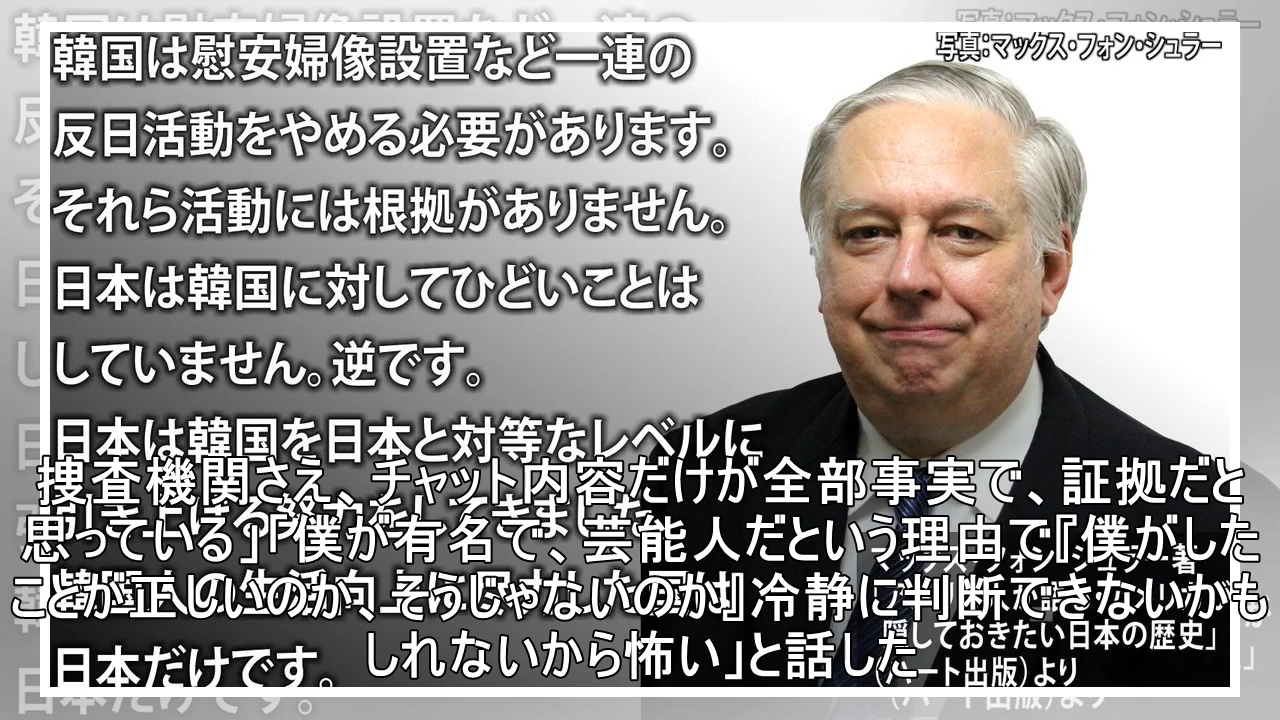 写真:マックス・フォン・シュラー
韓国は慰安婦像設置など一連の
反日活動をやめる必要があります。
それら活動には根拠がありません。
日本は韓国に対してひどいことは
していません。逆です。
日本は韓国を日本と対等なレベルに
日本だけです。
捜査機関さえ、チャット内容だけが全部事実で、証拠だと
思っている」「僕が有名で、芸能人だという理由で『僕がした
ことが正しいのか、そうじゃないのか』冷静に判断できないかも
しれないから怖い」と話した
隠しておきたい日本の歴史」
(ハート出版)より